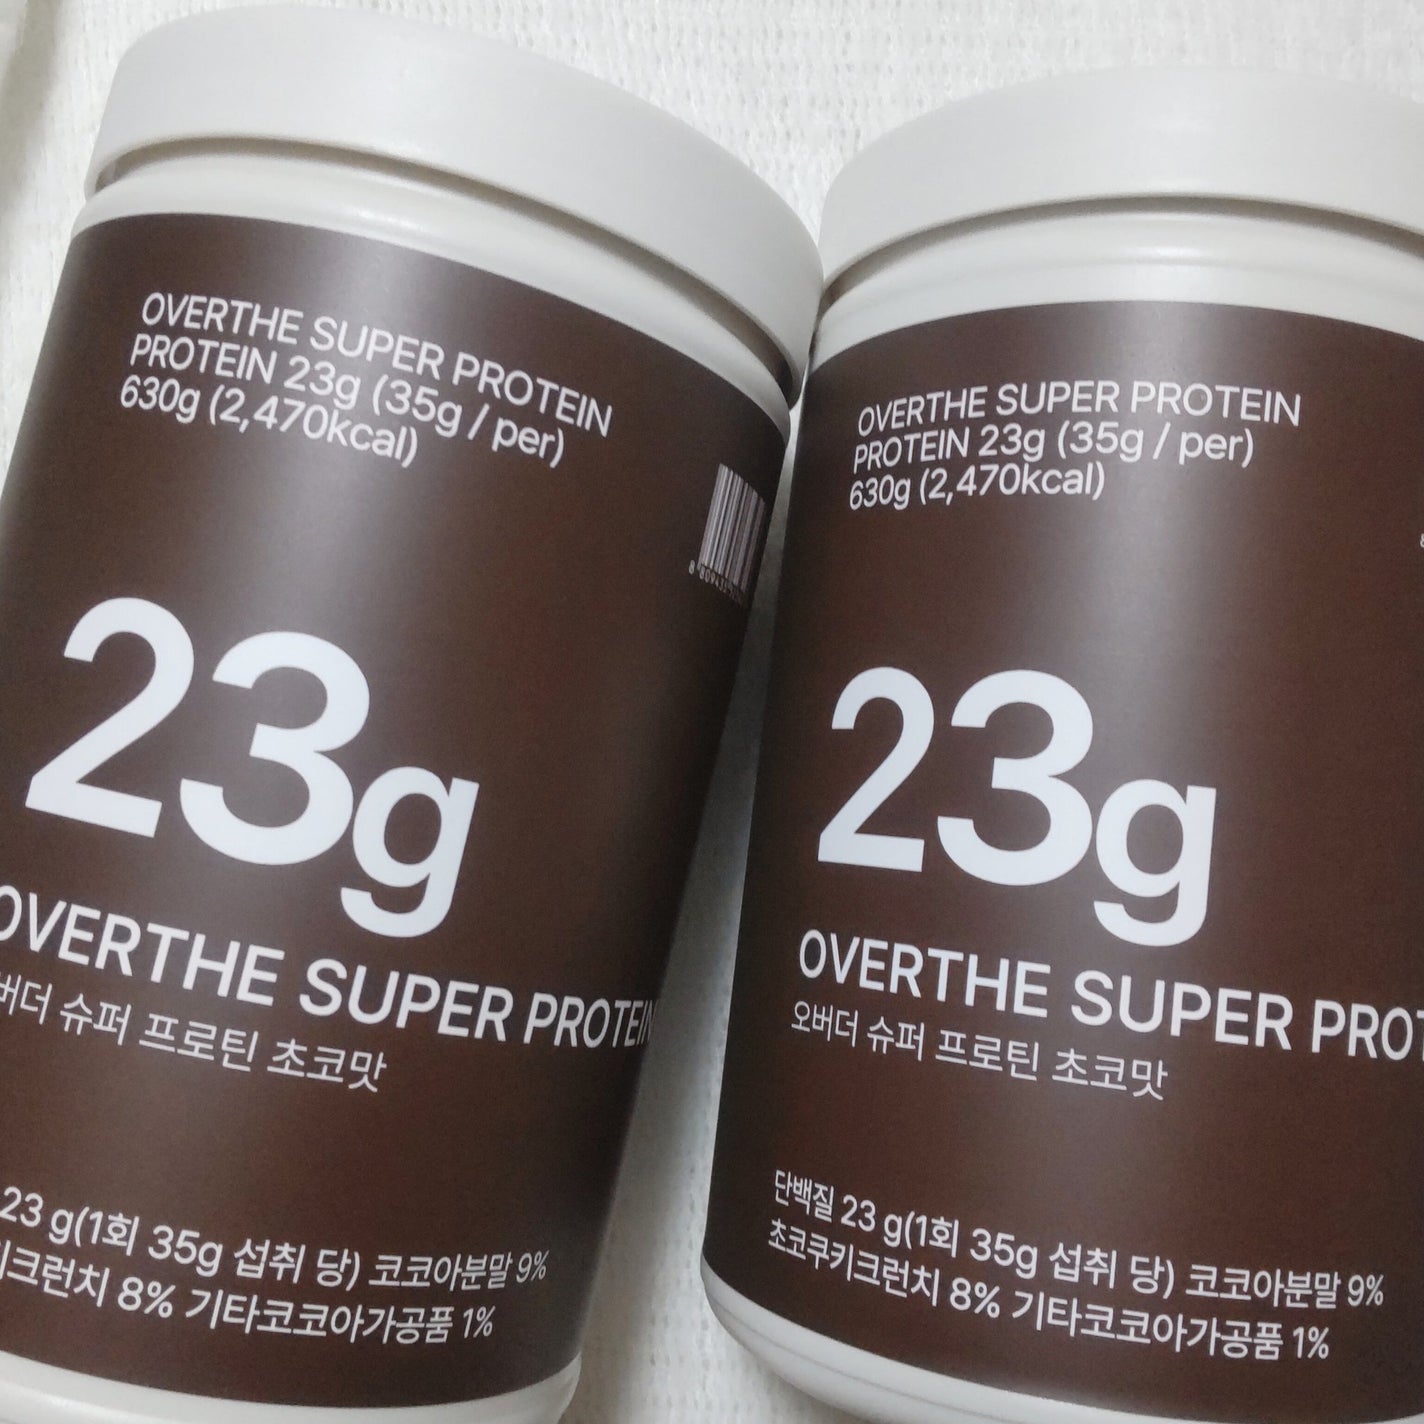 OVERTHE SUPER PROTEIN
PROTEIN 23g (35g / per)
630g (2,470kcal)
23g
OVERTHE SUPER PROTEIN
버더 슈퍼 프로틴 초코맛
23 g(1회 35g 섭취 당) 코코아분말 9%
크런치 8% 기타코코아가공품 1%
OVERTHE SUPER PROTEIN
PROTEIN 23g (35g / per)
630g (2,470kcal)
23g
OVERTHE SUPER PROT
오버더 슈퍼 프로틴 초코맛
단백질 23 g(1회 35g 섭취 당) 코코아분말 9%
초코쿠키크런치 8% 기타코코아가공품 1%